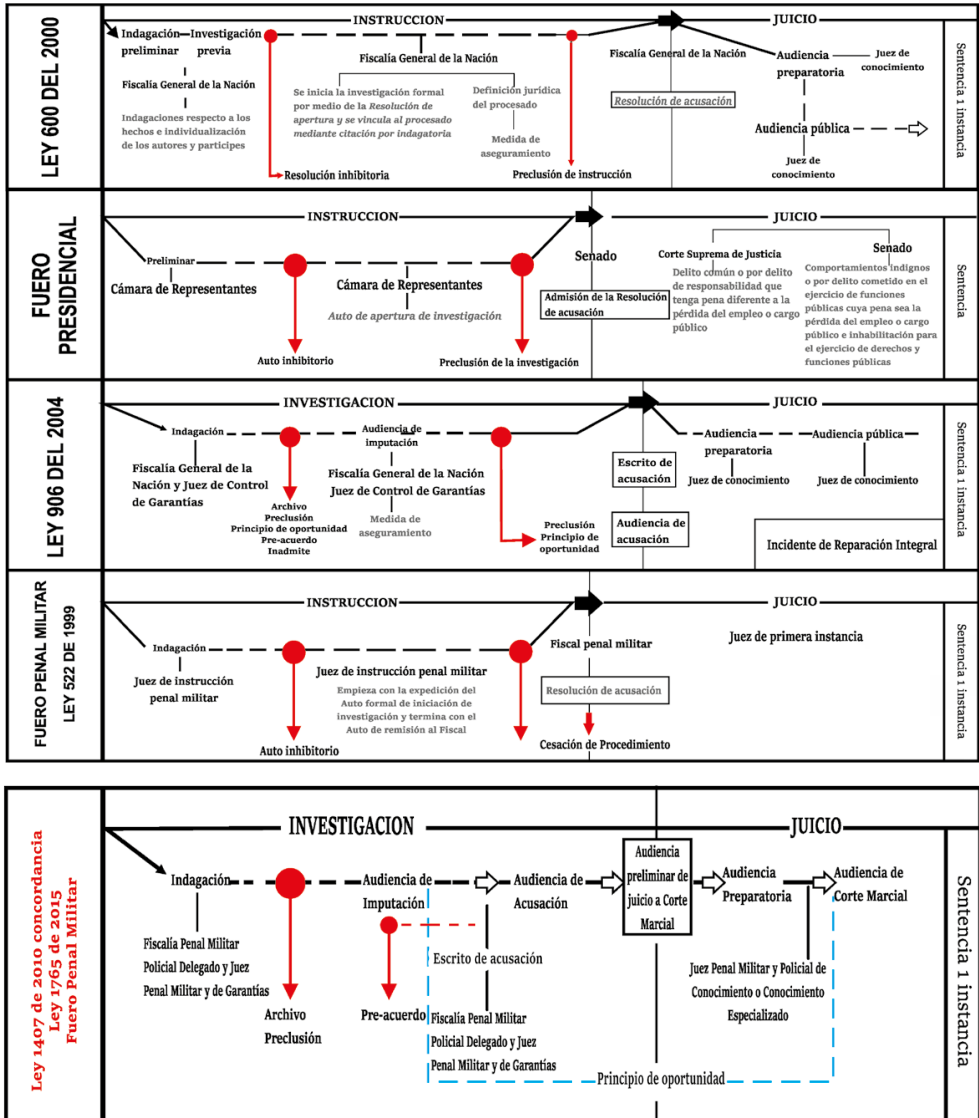 LEY 600 DEL 2000
INSTRUCCION
JUICIO
Indagación
preliminar
Investigación
previa
Fiscalía General de la Nación
Indagaciones respecto a los
hechos e individualización
de los autores y participes
Resolución inhibitoria
Fiscalía General de la Nación
Se inicia la investigación formal
por medio de la Resolución de
apertura y se vincula al procesado
mediante citación por indagatoria
Definición jurídica
del procesado
Medida de
aseguramiento
Preclusión de instrucción
Fiscalía General de la Nación
Resolución de acusación
Audiencia
preparatoria
Juez de
conocimiento
Audiencia pública
Juez de
conocimiento
Sentencia 1 instancia
FUERO
PRESIDENCIAL
INSTRUCCION
JUICIO
Preliminar
Cámara de Representantes
Auto inhibitorio
Cámara de Representantes
Auto de apertura de investigación
Preclusión de la investigación
Senado
Admisión de la Resolución
de acusación
Corte Suprema de Justicia
Delito común o por delito
de responsabilidad que
tenga pena diferente a la
pérdida del empleo o cargo
público
Senado
Comportamientos indignos
o por delito cometido en el
ejercicio de funciones
públicas cuya pena sea la
pérdida del empleo o cargo
público e inhabilitación para
el ejercicio de derechos y
funciones públicas
Sentencia
LEY 906 DEL 2004
INVESTIGACION
JUICIO
Indagación
Fiscalía General de la
Nación y Juez de Control
de Garantías
Archivo
Preclusión
Principio de oportunidad
Pre-acuerdo
Inadmite
Audiencia de
imputación
Fiscalía General de la Nación
Juez de Control de Garantías
Medida de
aseguramiento
Preclusión
Principio de
oportunidad
Escrito de
acusación
Audiencia de
acusación
Audiencia
preparatoria
Juez de conocimiento
Audiencia pública
Juez de conocimiento
Incidente de Reparación Integral
Sentencia 1 instancia
FUERO PENAL MILITAR
LEY 522 DE 1999
INSTRUCCION
JUICIO
Indagación
Juez de instrucción
penal militar
Auto inhibitorio
Juez de instrucción penal militar
Empieza con la expedición del
Auto formal de iniciación de
investigación y termina con el
Auto de remisión al Fiscal
Fiscal penal militar
Resolución de acusación
Cesación de Procedimiento
Juez de primera instancia
Sentencia 1 instancia
Ley 1407 de 2010 concordancia
Ley 1765 de 2015
Fuero Penal Militar
INVESTIGACION
JUICIO
Indagación
Fiscalía Penal Militar
Policial Delegado y Juez
Penal Militar y de Garantías
Archivo
Preclusión
Audiencia de
Imputación
Pre-acuerdo
Audiencia de
Acusación
Escrito de acusación
Fiscalía Penal Militar
Policial Delegado y Juez
Penal Militar y de Garantías
Audiencia
preliminar de
juicio a Corte
Marcial
Audiencia
Preparatoria
Audiencia de
Corte Marcial
Juez Penal Militar y Policial de
Conocimiento o Conocimiento
Especializado
Principio de oportunidad
Sentencia 1 instancia